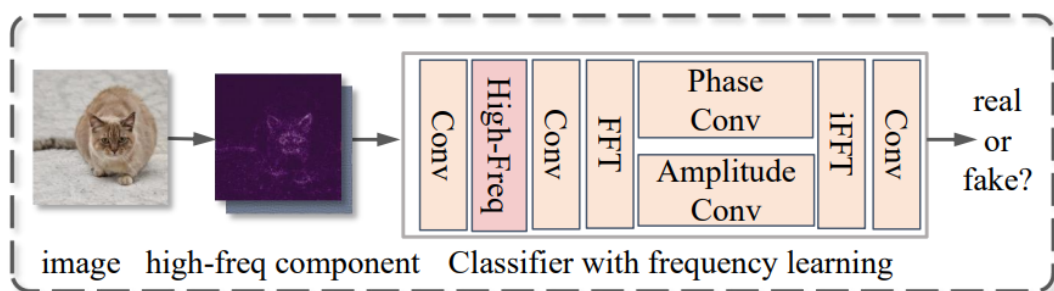 Conv
High-Freq
Conv
FFT
Phase
Conv
Amplitude
Conv
iFFT
Conv
real
or
fake?
image
high-freq component
Classifier with frequency learning